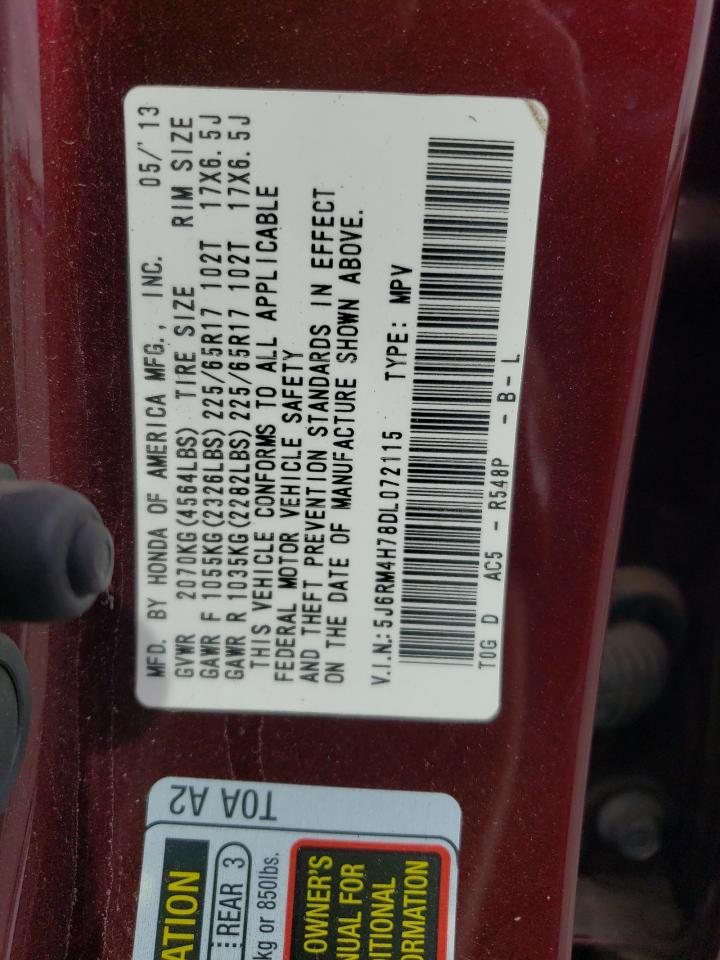 MFD. BY HONDA OF AMERICA MFG., INC. 05/'13
GVWR 2070KG(4564LBS) TIRE SIZE RIM SIZE
GAWR F 1055KG(2326LBS) 225/65R17 102T 17X6.5J
GAWR R 1035KG(2282LBS) 225/65R17 102T 17X6.5J
THIS VEHICLE CONFORMS TO ALL APPLICABLE
FEDERAL MOTOR VEHICLE SAFETY
AND THEFT PREVENTION STANDARDS IN EFFECT
ON THE DATE OF MANUFACTURE SHOWN ABOVE.
V.I.N.: 5J6RM4H78DL072115 TYPE: MPV
T0G D AC5 - R548P - B - L
T0A A2
ATION
REAR 3
kg or 850lbs.
OWNER'S
NUAL FOR
DITIONAL
ORMATION